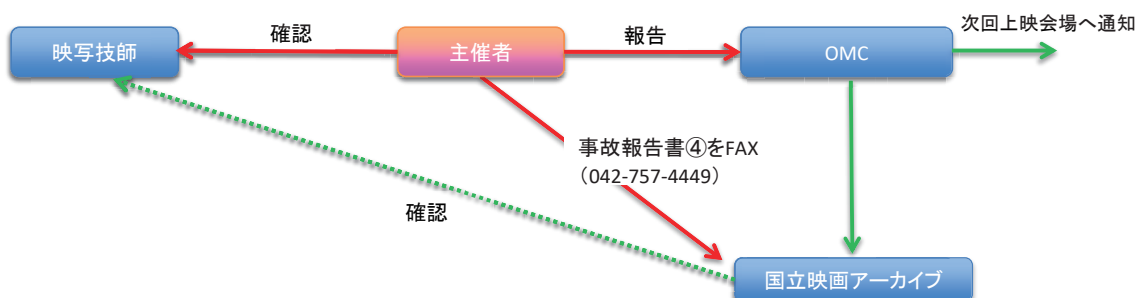 次回上映会場へ通知
確認
報告
映写技師
主催者
OMC
事故報告書④をFAX
（042-757-4449）
確認
国立映画アーカイブ